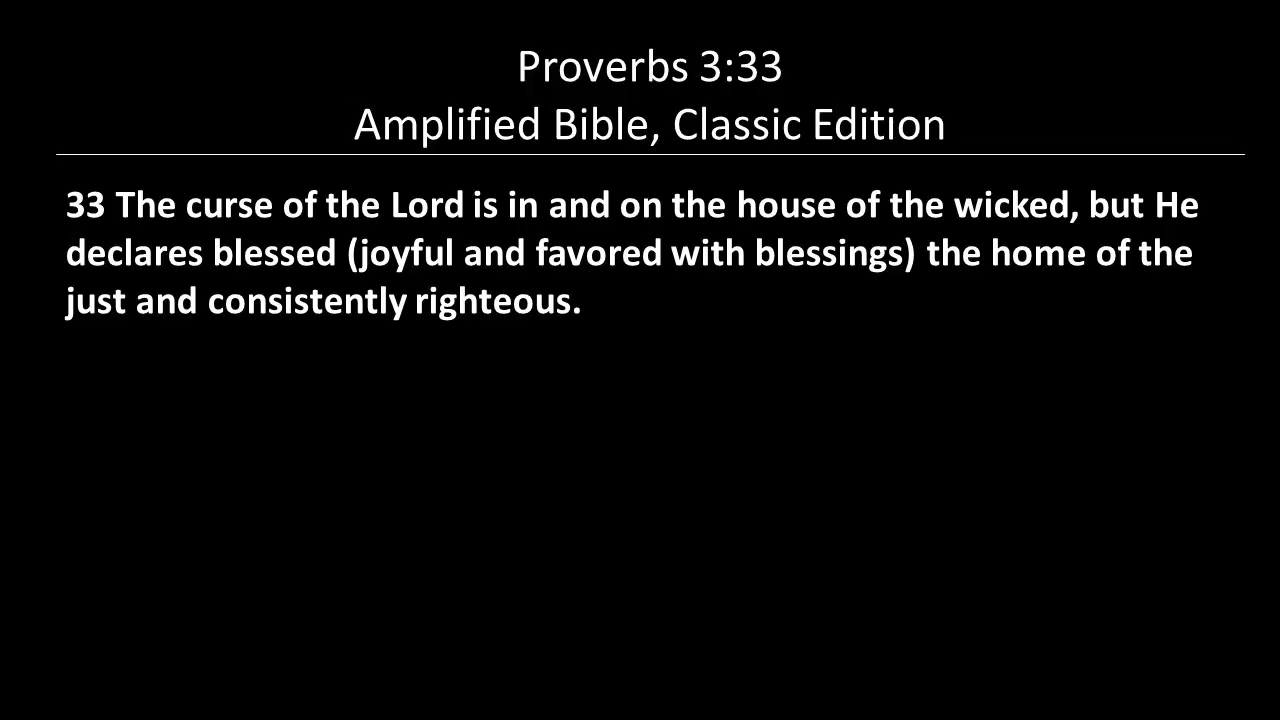 Proverbs 3:33
Amplified Bible, Classic Edition
33 The curse of the Lord is in and on the house of the wicked, but He
declares blessed (joyful and favored with blessings) the home of the
just and consistently righteous.